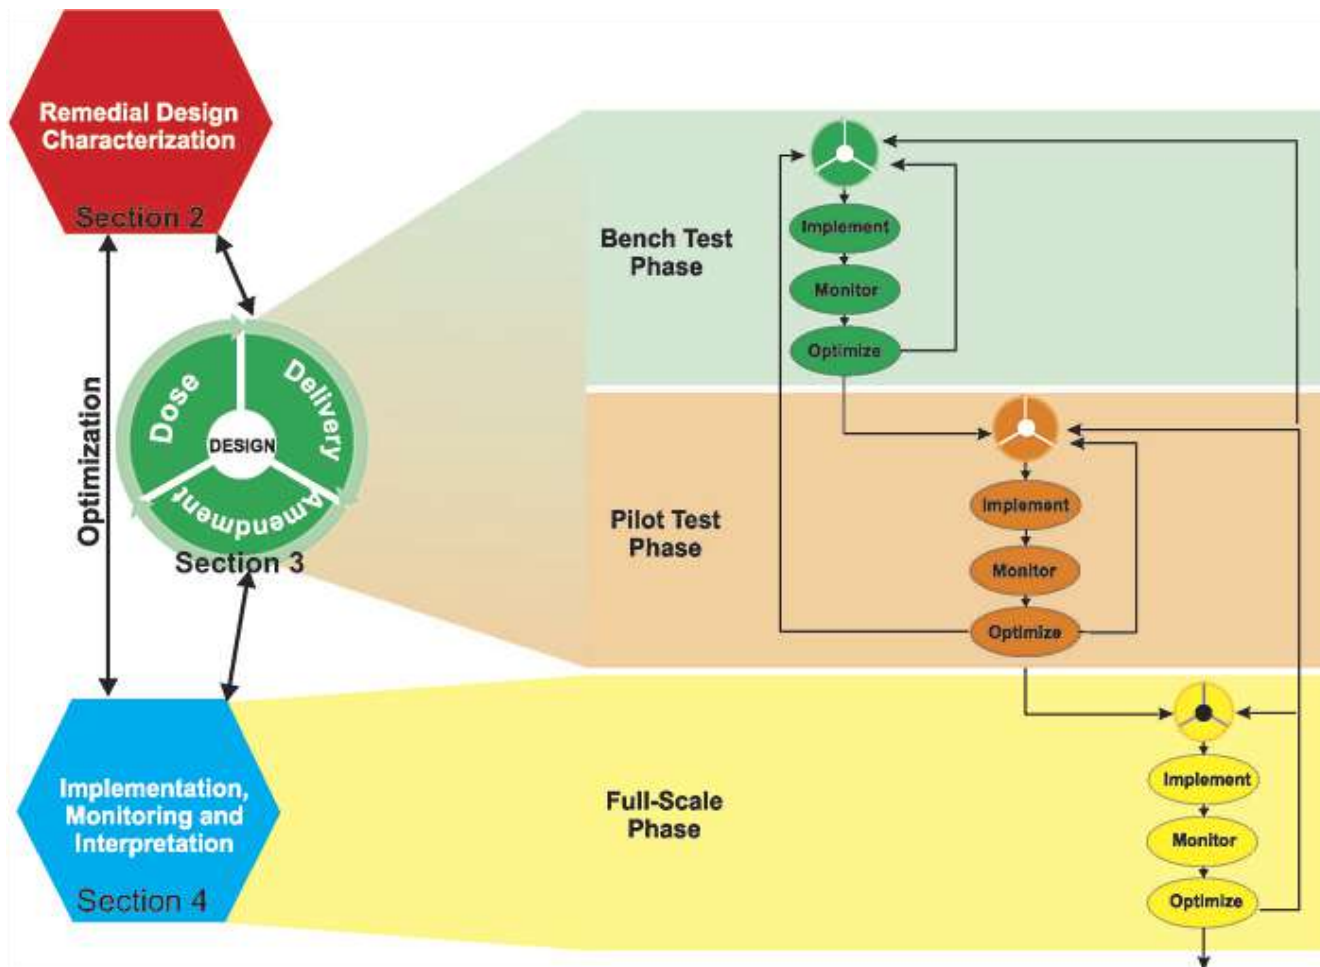 Remedial Design
Characterization
Section 2
Optimization
Dose
Delivery
Amendment
DESIGN
Section 3
Implementation,
Monitoring and
Interpretation
Section 4
Bench Test
Phase
Implement
Monitor
Optimize
Pilot Test
Phase
Implement
Monitor
Optimize
Full-Scale
Phase
Implement
Monitor
Optimize